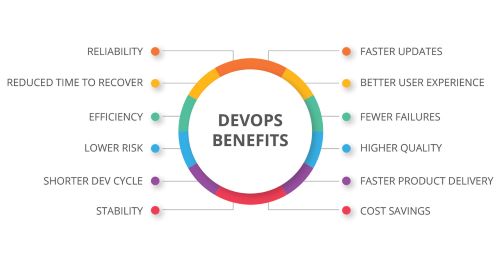 RELIABILITY
REDUCED TIME TO RECOVER
EFFICIENCY
LOWER RISK
SHORTER DEV CYCLE
STABILITY
DEVOPS
BENEFITS
FASTER UPDATES
BETTER USER EXPERIENCE
FEWER FAILURES
HIGHER QUALITY
FASTER PRODUCT DELIVERY
COST SAVINGS